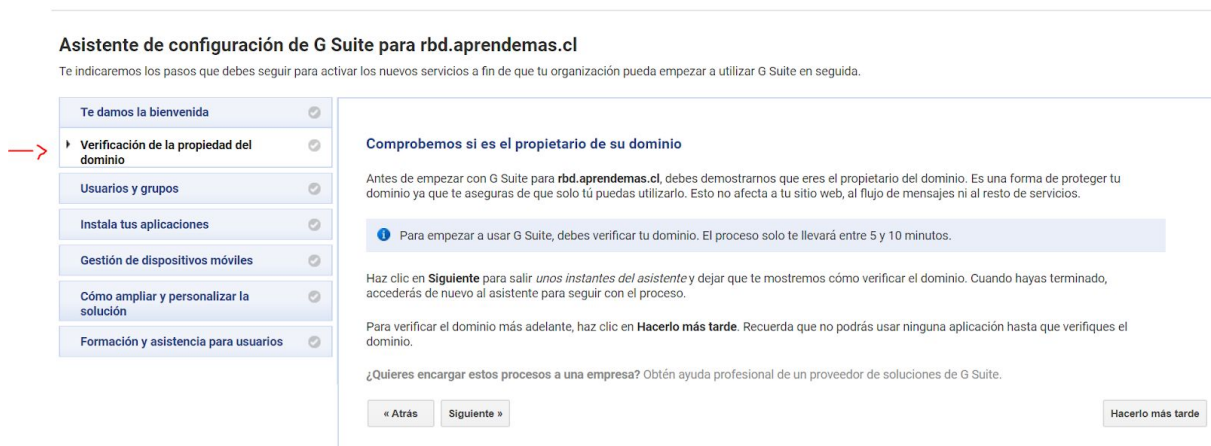 Asistente de configuración de G Suite para rbd.aprendemas.cl
Te indicaremos los pasos que debes seguir para activar los nuevos servicios a fin de que tu organización pueda empezar a utilizar G Suite en seguida.
Te damos la bienvenida
Verificación de la propiedad del
dominio
Usuarios y grupos
Instala tus aplicaciones
Gestión de dispositivos móviles
Cómo ampliar y personalizar la
solución
Formación y asistencia para usuarios
Comprobemos si es el propietario de su dominio
Antes de empezar con G Suite para rbd.aprendemas.cl, debes demostrarnos que eres el propietario del dominio. Es una forma de proteger tu
dominio ya que te aseguras de que solo tú puedas utilizarlo. Esto no afecta a tu sitio web, al flujo de mensajes ni al resto de servicios.
Para empezar a usar G Suite, debes verificar tu dominio. El proceso solo te llevará entre 5 y 10 minutos.
Haz clic en Siguiente para salir unos instantes del asistente y dejar que te mostremos cómo verificar el dominio. Cuando hayas terminado,
accederás de nuevo al asistente para seguir con el proceso.
Para verificar el dominio más adelante, haz clic en Hacerlo más tarde. Recuerda que no podrás usar ninguna aplicación hasta que verifiques el
dominio.
¿Quieres encargar estos procesos a una empresa? Obtén ayuda profesional de un proveedor de soluciones de G Suite.
« Atrás
Siguiente »
Hacerlo más tarde